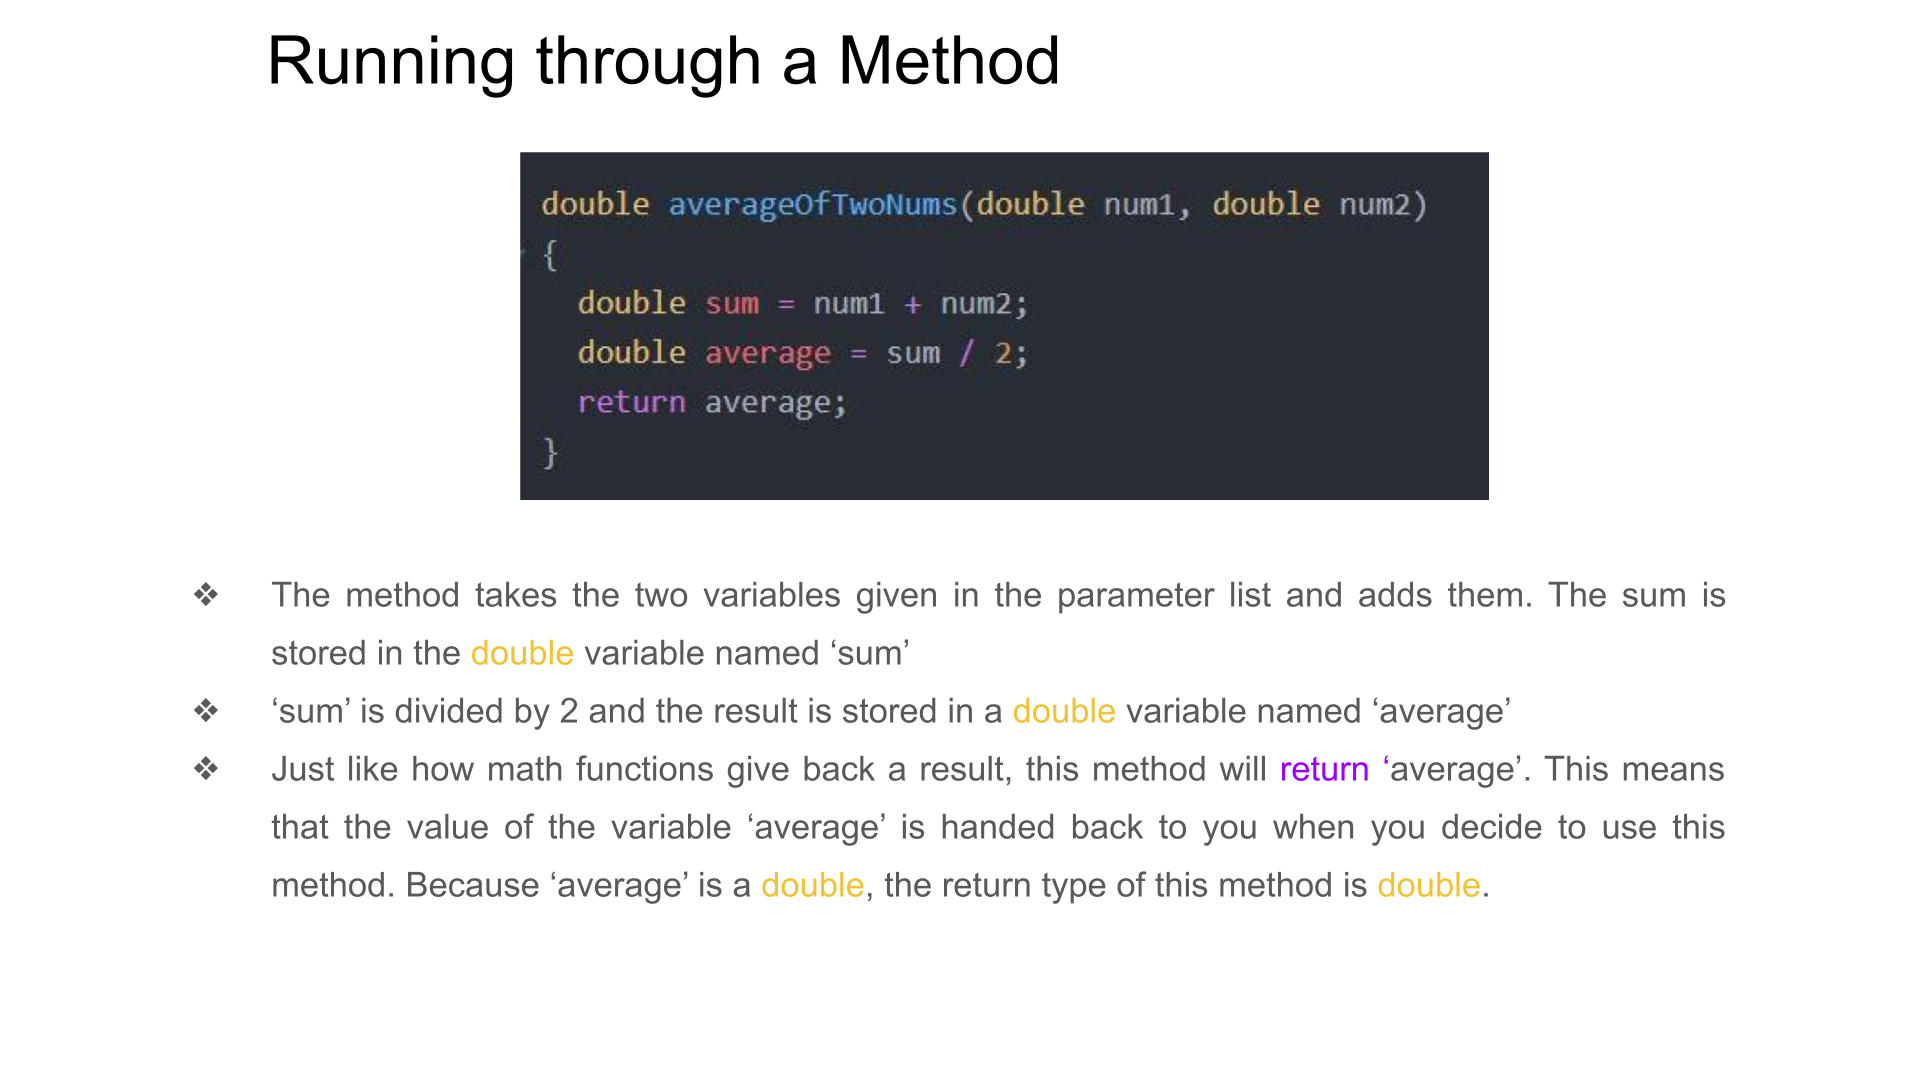 Running through a Method
double averageOfTwoNums(double num1, double num2)
{
double sum = num1 + num2;
double average = sum / 2;
return average;
}
❖ The method takes the two variables given in the parameter list and adds them. The sum is
stored in the double variable named ‘sum’
❖ ‘sum’ is divided by 2 and the result is stored in a double variable named ‘average’
❖ Just like how math functions give back a result, this method will return ‘average’. This means
that the value of the variable ‘average’ is handed back to you when you decide to use this
method. Because ‘average’ is a double, the return type of this method is double.